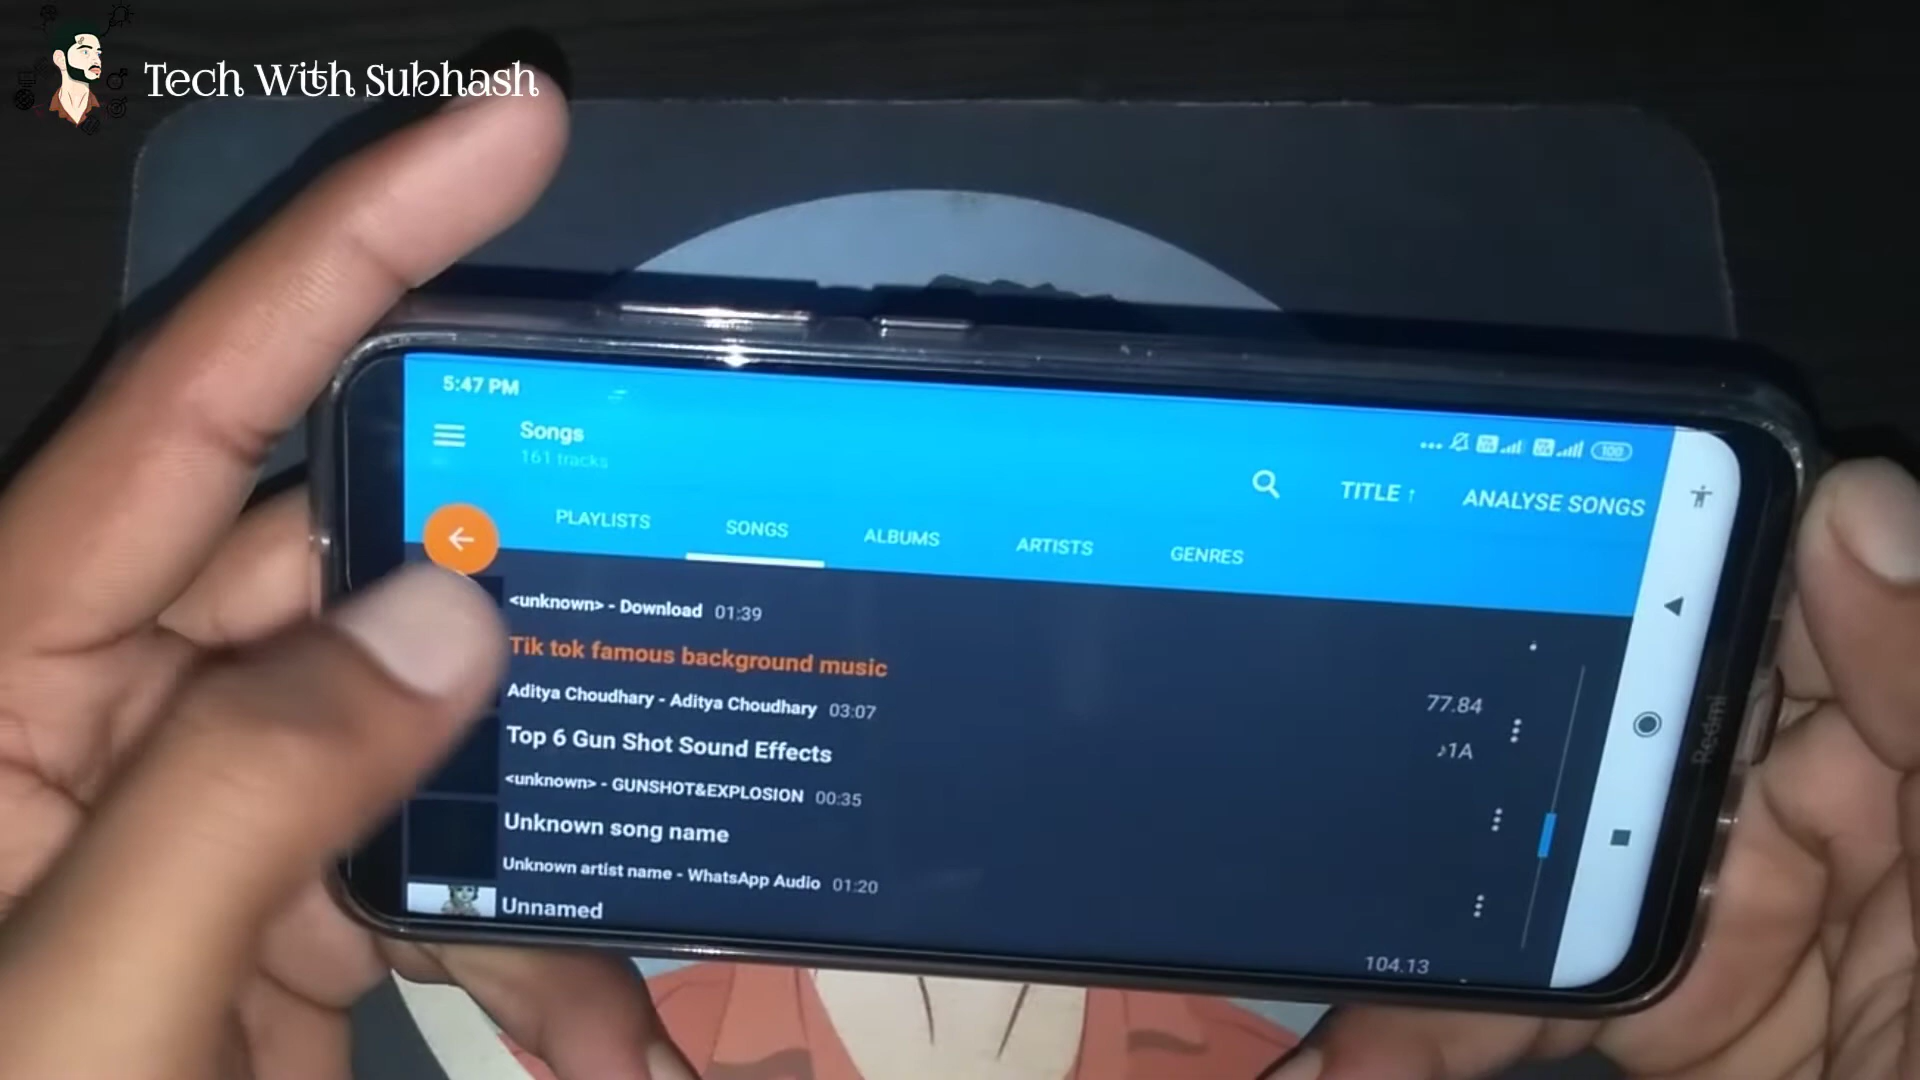 Tech With Subhash
5:47 PM
100
Songs
161 tracks
TITLE ↑
ANALYSE SONGS
PLAYLISTS
SONGS
ALBUMS
ARTISTS
GENRES
<unknown> - Download 01:39
Tik tok famous background music
Aditya Choudhary - Aditya Choudhary 03:07
77.84
Top 6 Gun Shot Sound Effects
♪1A
<unknown> - GUNSHOT&EXPLOSION 00:35
Unknown song name
Unknown artist name - WhatsApp Audio 01:20
Unnamed
104.13
Redmi